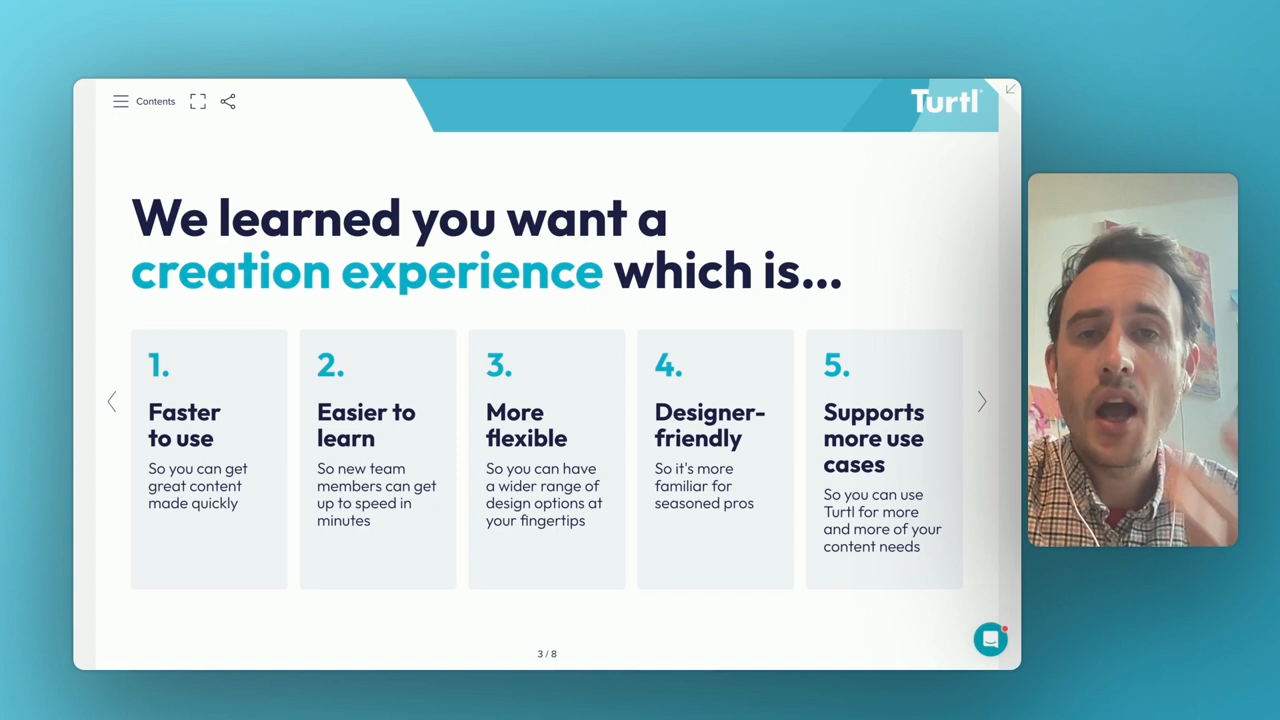 Contents
Turtl
We learned you want a
creation experience which is...
1.
Faster
to use
So you can get
great content
made quickly
2.
Easier to
learn
So new team
members can get
up to speed in
minutes
3.
More
flexible
So you can have
a wider range of
design options at
your fingertips
4.
Designer-
friendly
So it's more
familiar for
seasoned pros
5.
Supports
more use
cases
So you can use
Turtl for more
and more of your
content needs
3 / 8